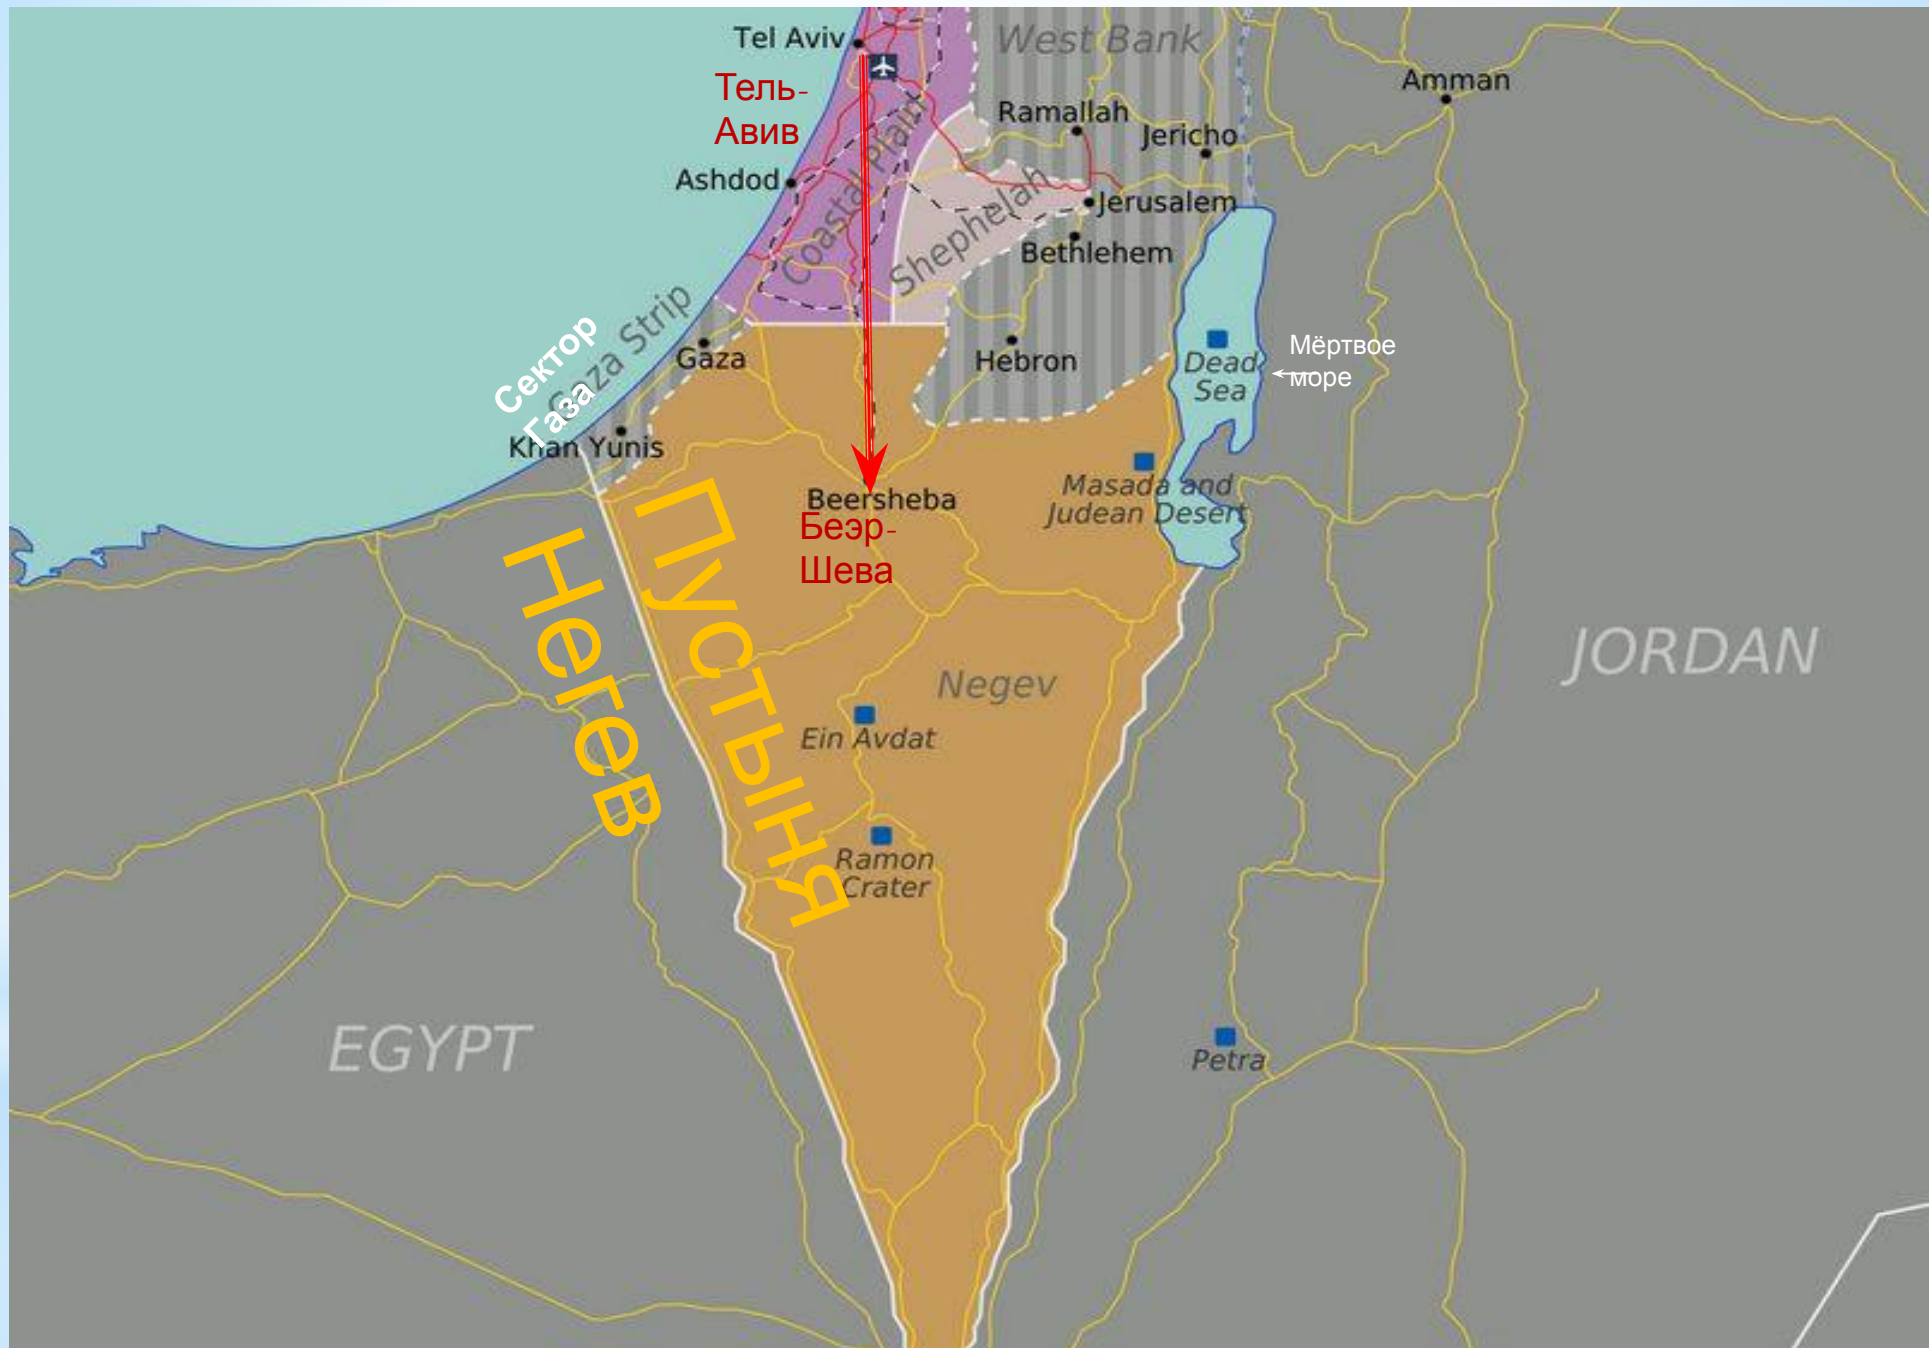 Tel Aviv
West Bank
Тель-
Авив
Amman
Ramallah
Jericho
Coastal Plain
Ashdod
Shephelah
Jerusalem
Bethlehem
Сектор
Газа
Gaza Strip
Gaza
Hebron
Dead
Sea
Мёртвое
море
Khan Yunis
Beersheba
Беэр-
Шева
Masada and
Judean Desert
Пустыня
Негев
Negev
JORDAN
Ein Avdat
Ramon
Crater
EGYPT
Petra